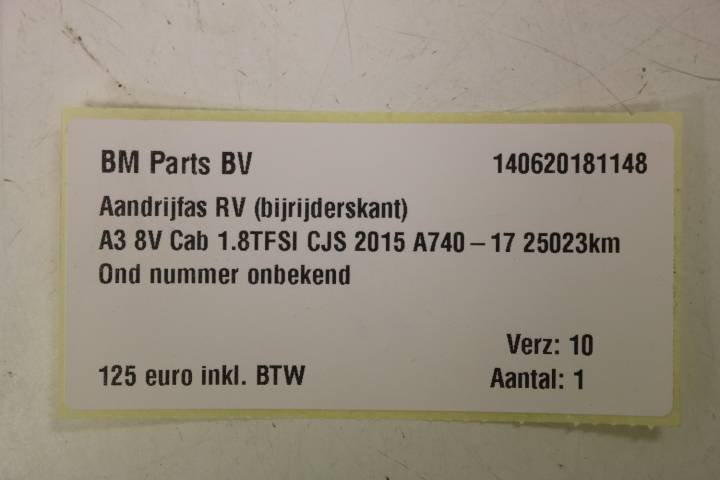 BM Parts BV 140620181148
Aandrijfas RV (bijrijderskant)
A3 8V Cab 1.8TFSI CJS 2015 A740 – 17 25023km
Ond nummer onbekend
Verz: 10
125 euro inkl. BTW Aantal: 1